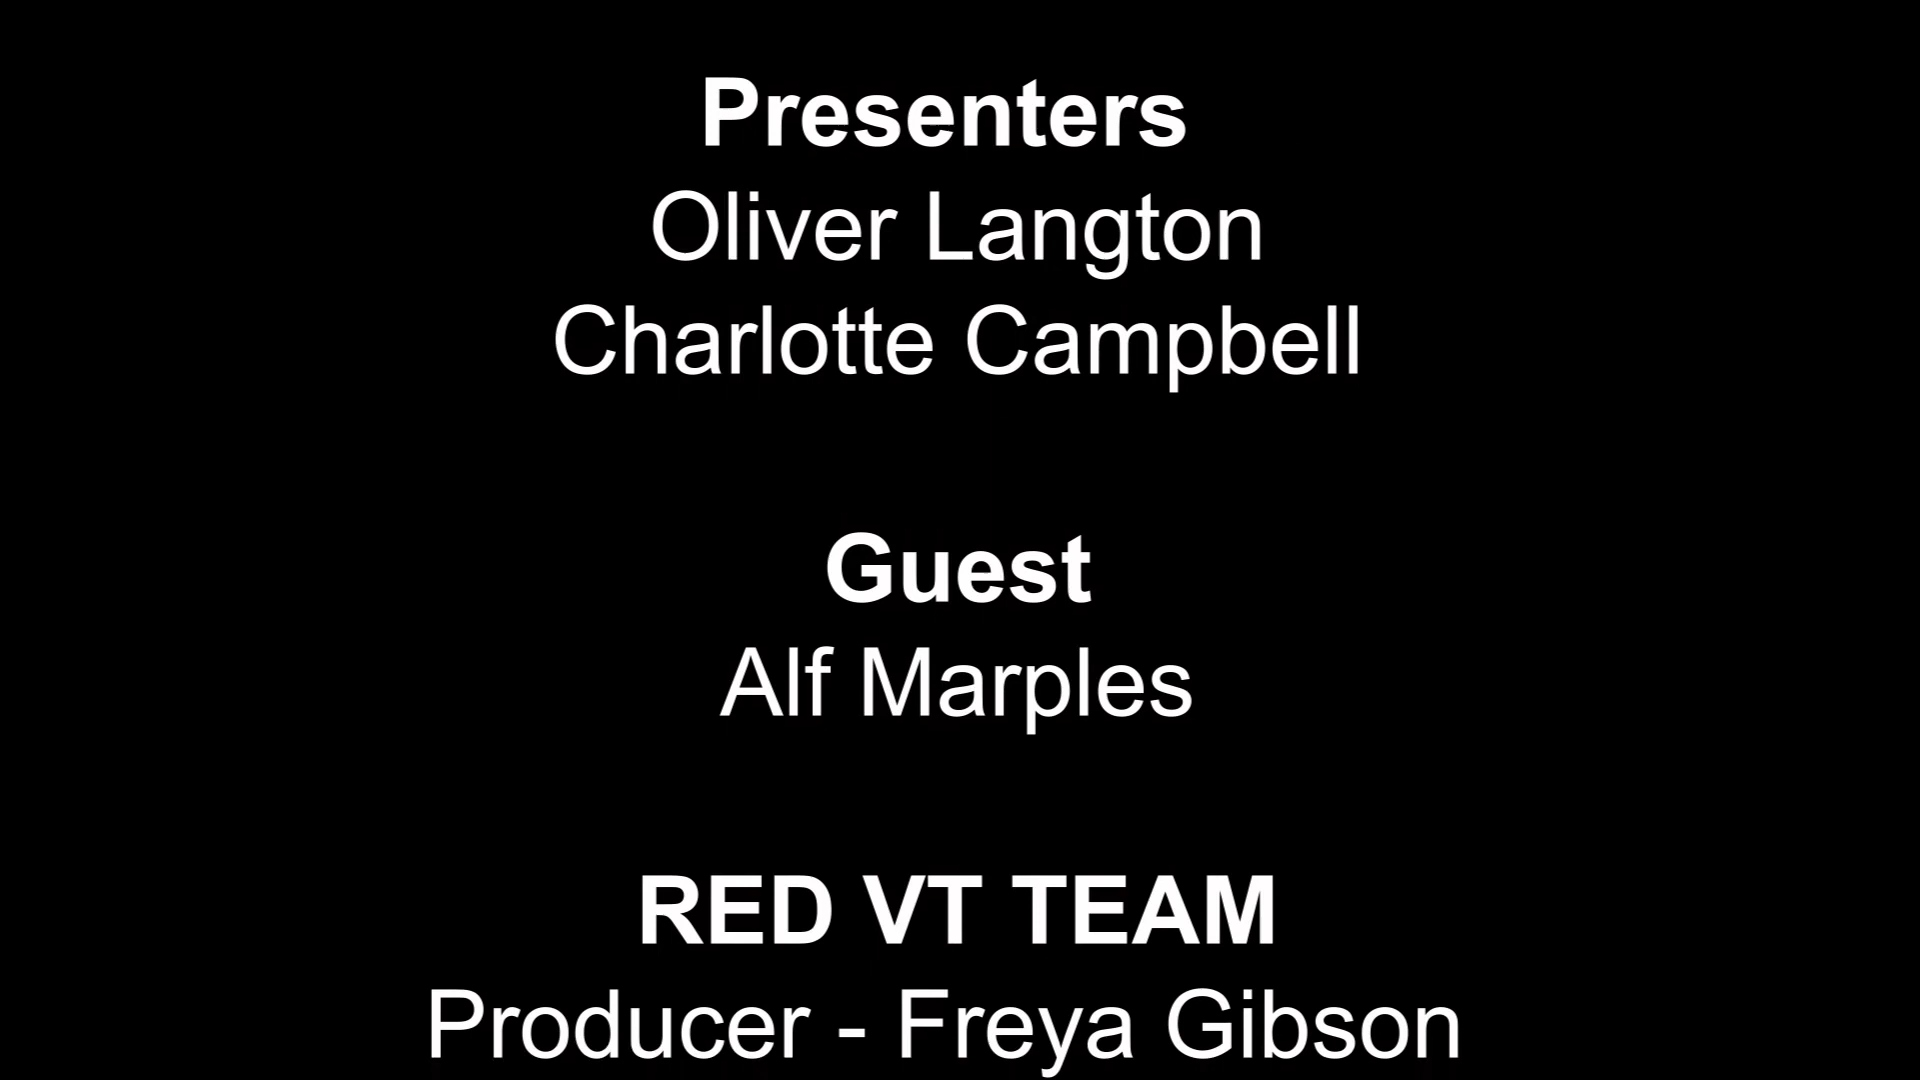 Presenters
Oliver Langton
Charlotte Campbell
Guest
Alf Marples
RED VT TEAM
Producer - Freya Gibson